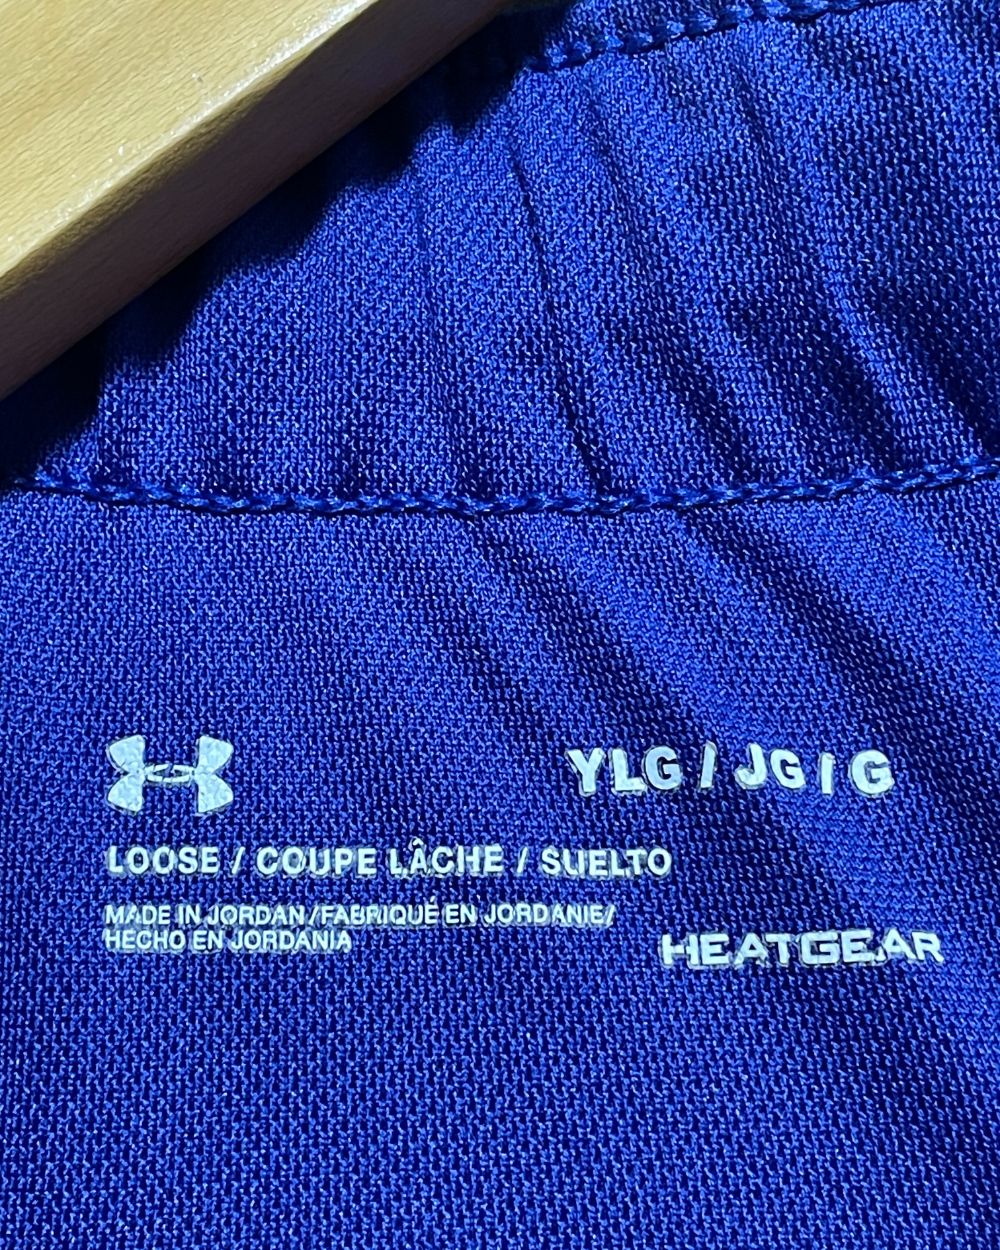 YLG / JG / G
LOOSE / COUPE LÂCHE / SUELTO
MADE IN JORDAN /FABRIQUÉ EN JORDANIE/
HECHO EN JORDANIA
HEATGEAR